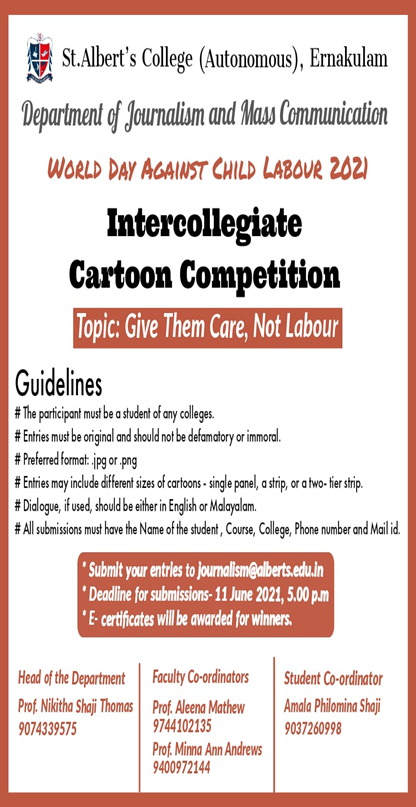 St.Albert's College (Autonomous), Ernakulam
Department of Journalism and Mass Communication
World Day Against Child Labour 2021
Intercollegiate
Cartoon Competition
Topic: Give Them Care, Not Labour
Guidelines
# The participant must be a student of any colleges.
# Entries must be original and should not be defamatory or immoral.
# Preferred format: .jpg or .png
# Entries may include different sizes of cartoons - single panel, a strip, or a two- tier strip.
# Dialogue, if used, should be either in English or Malayalam.
# All submissions must have the Name of the student , Course, College, Phone number and Mail id.
* Submit your entries to journalism@alberts.edu.in
* Deadline for submissions- 11 June 2021, 5.00 p.m
* E- certificates will be awarded for winners.
Head of the Department
Prof. Nikitha Shaji Thomas
9074339575
Faculty Co-ordinators
Prof. Aleena Mathew
9744102135
Prof. Minna Ann Andrews
9400972144
Student Co-ordinator
Amala Philomina Shaji
9037260998